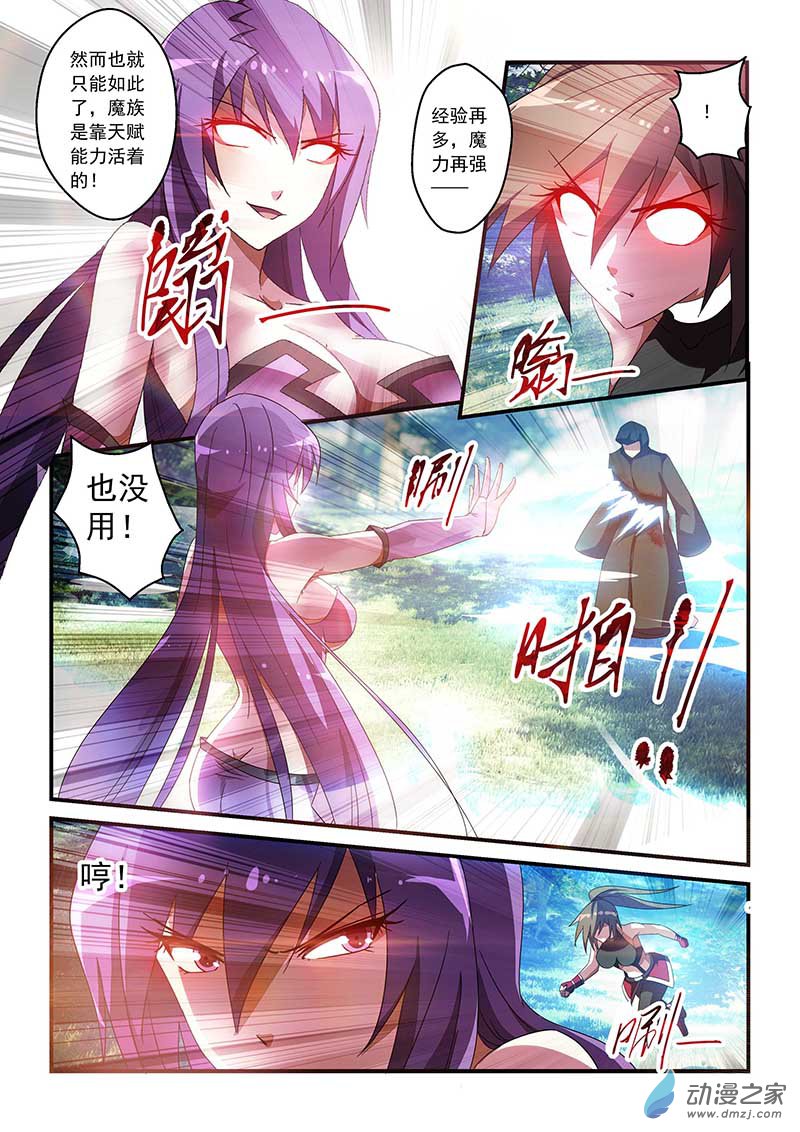 然而也就
只能如此
了，魔族
是靠天赋
能力活着
的！
经验再
多，魔
力再强
——
！
嗡——
嗡——
也没
用！
唰
啪！！
哼！
唰—
动漫之家
www.dmzj.com